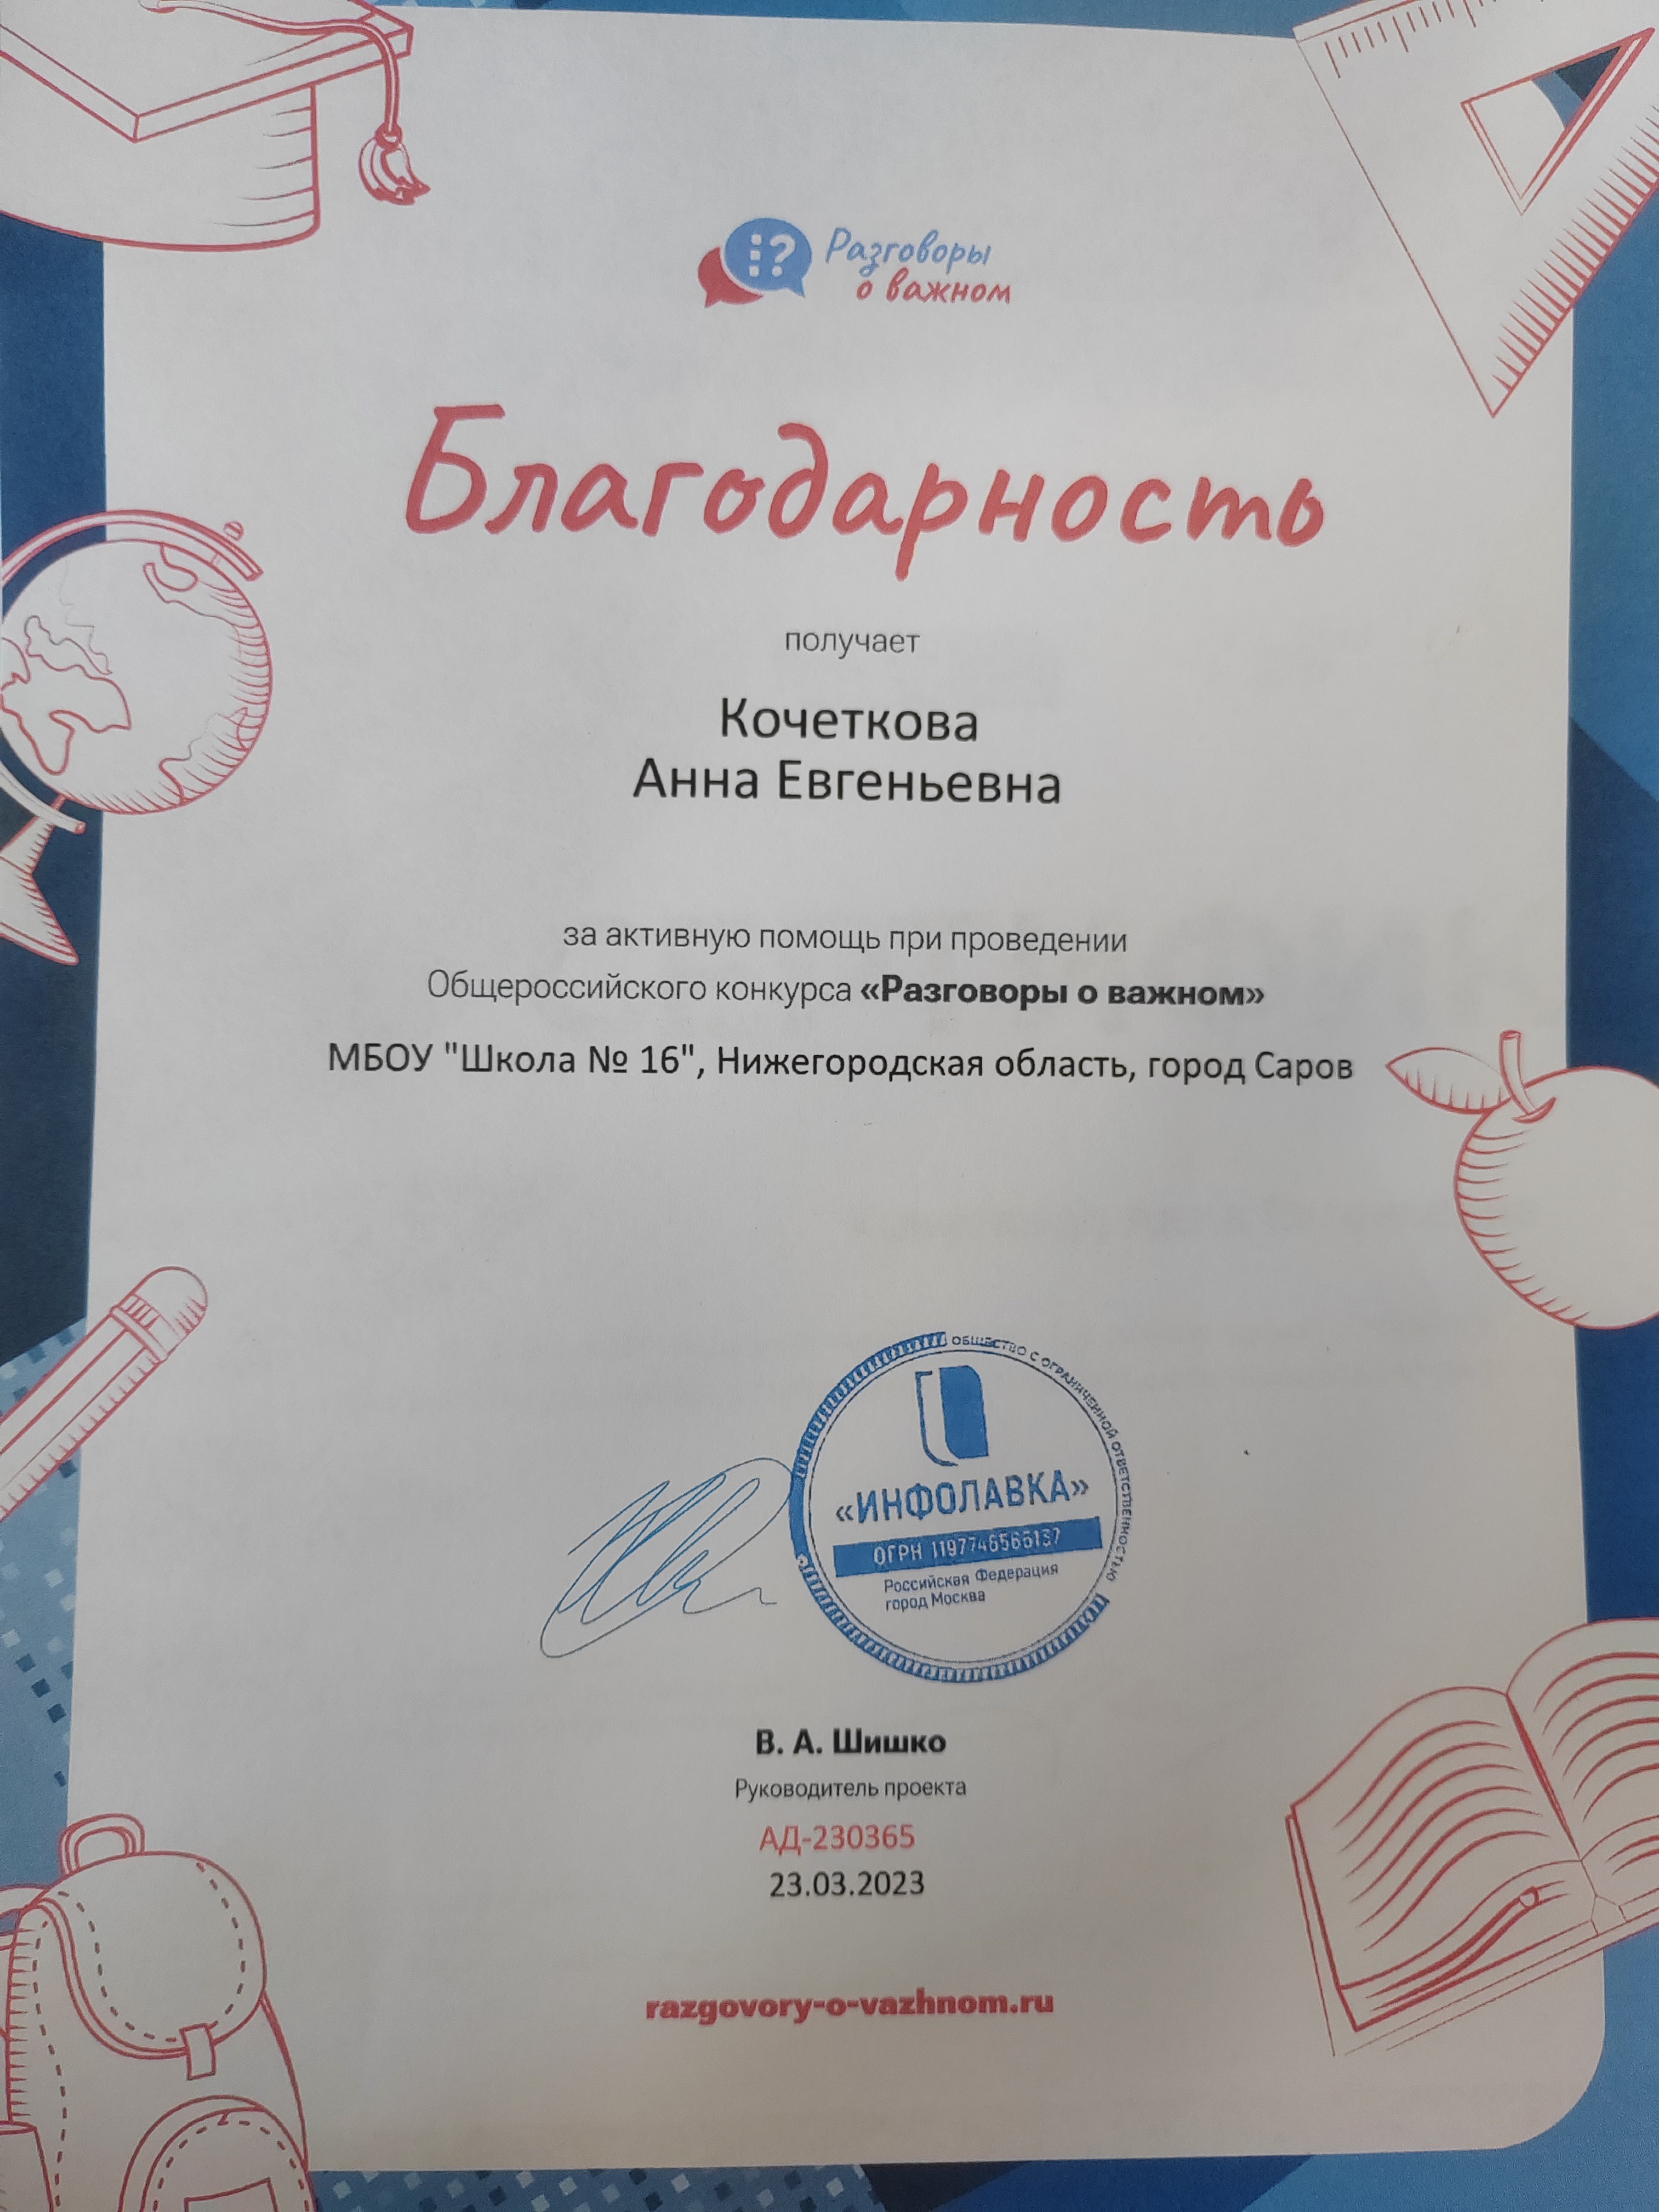 Разговоры
о важном
Благодарность
получает
Кочеткова
Анна Евгеньевна
за активную помощь при проведении
Общероссийского конкурса «Разговоры о важном»
МБОУ "Школа № 16", Нижегородская область, город Саров
ОБЩЕСТВО С ОГРАНИЧЕННОЙ ОТВЕТСТВЕННОСТЬЮ
«ИНФОЛАВКА»
ОГРН 1197746566137
Российская Федерация
город Москва
В. А. Шишко
Руководитель проекта
АД-230365
23.03.2023
razgovory-o-vazhnom.ru